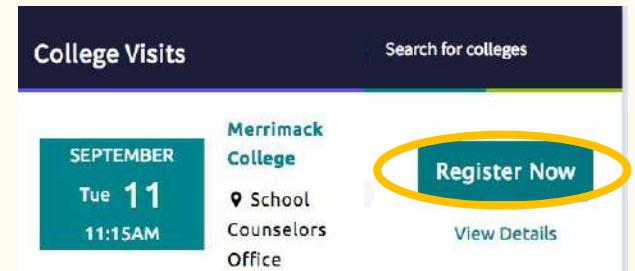 College Visits
Search for colleges
SEPTEMBER
Tue 11
11:15AM
Merrimack
College
School
Counselors
Office
Register Now
View Details